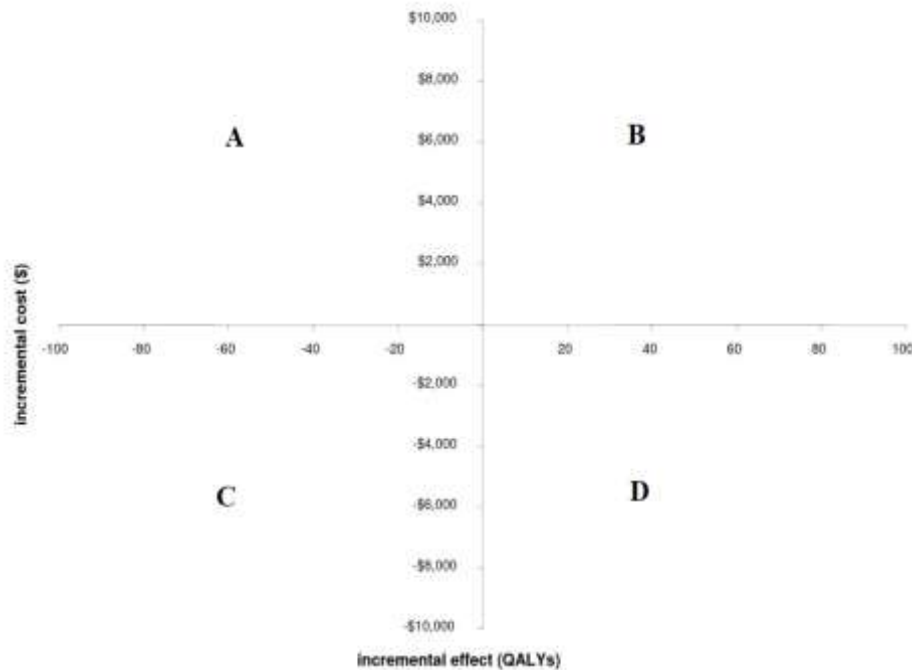 $10,000
$8,000
A
$6,000
B
$4,000
$2,000
incremental cost ($)
-100 -80 -60 -40 -20 20 40 60 80 100
-$2,000
-$4,000
C
-$6,000
D
-$8,000
-$10,000
incremental effect (QALYs)